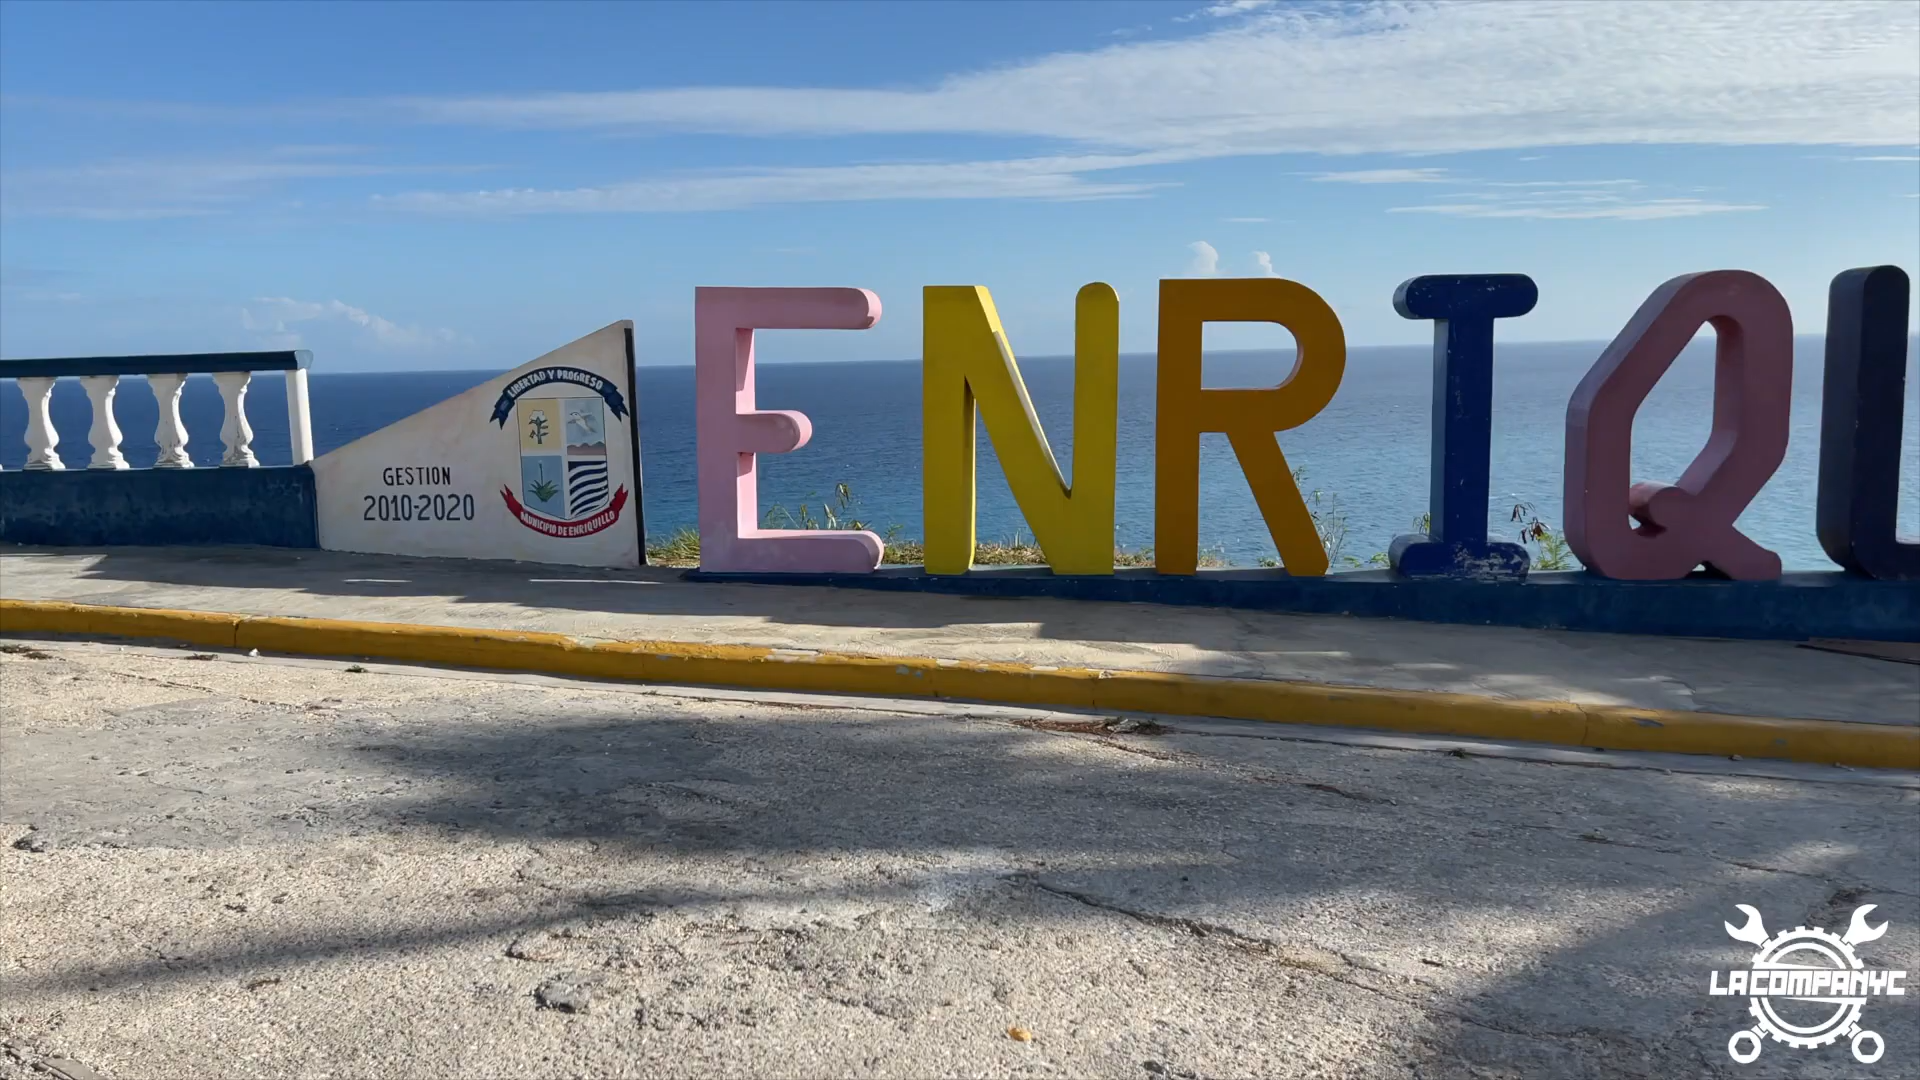 LIBERTAD Y PROGRESO
GESTION
2010-2020
MUNICIPIO DE ENRIQUILLO
ENRIQU
LACOMPANYC